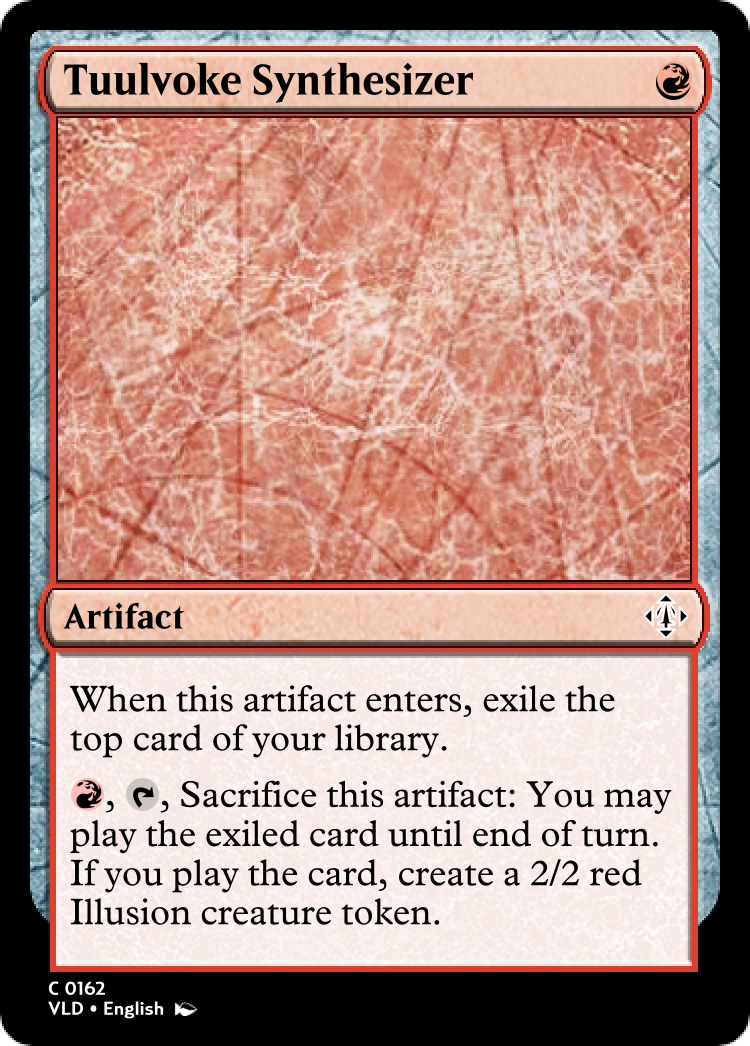 Tuulvoke Synthesizer
Artifact
When this artifact enters, exile the
top card of your library.
, , Sacrifice this artifact: You may
play the exiled card until end of turn.
If you play the card, create a 2/2 red
Illusion creature token.
C 0162
VLD • English